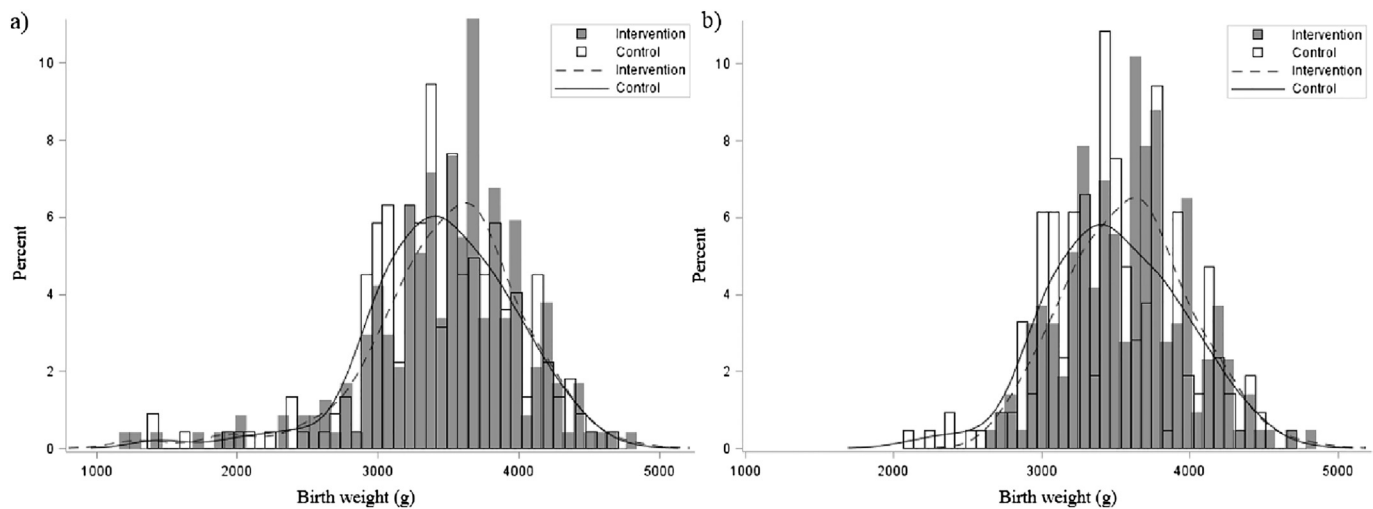 a)
Intervention
Control
Intervention
Control
10
8
6
4
2
0
Percent
1000 2000 3000 4000 5000
Birth weight (g)
b)
Intervention
Control
Intervention
Control
10
8
6
4
2
0
Percent
1000 2000 3000 4000 5000
Birth weight (g)